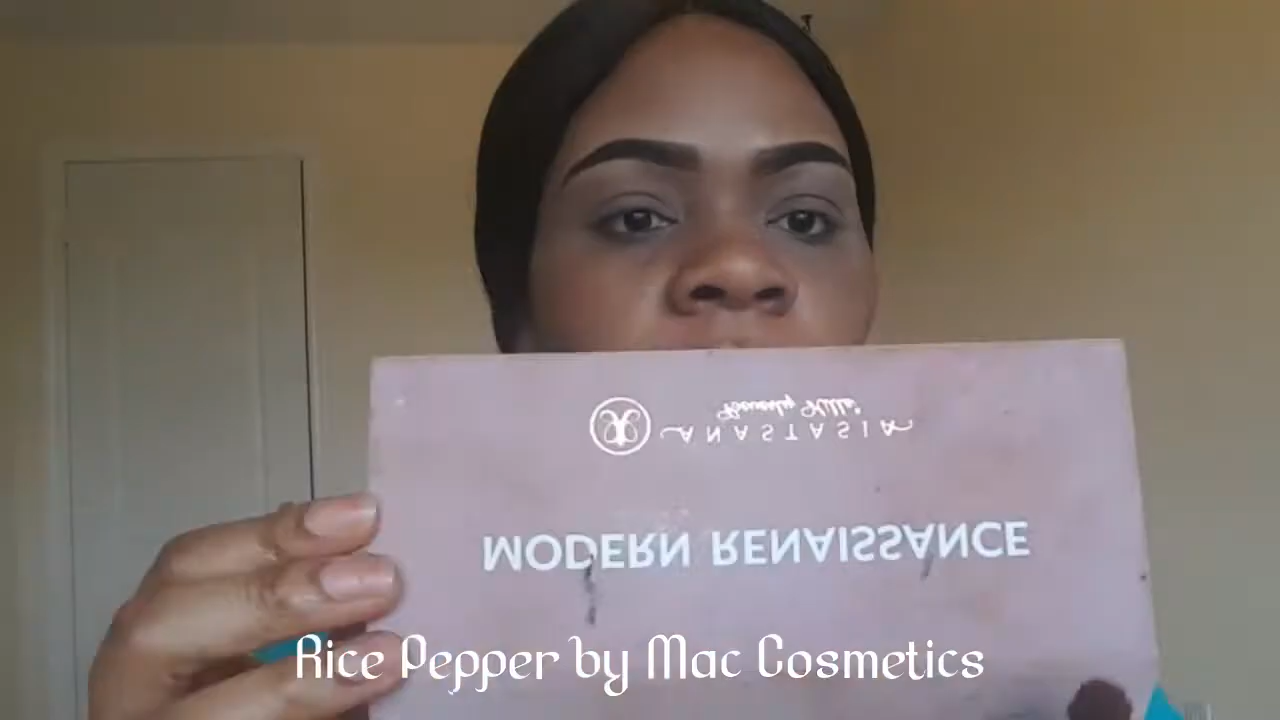 Beverly Hills
ANASTASIA
MODERN RENAISSANCE
Rice Pepper by Mac Cosmetics